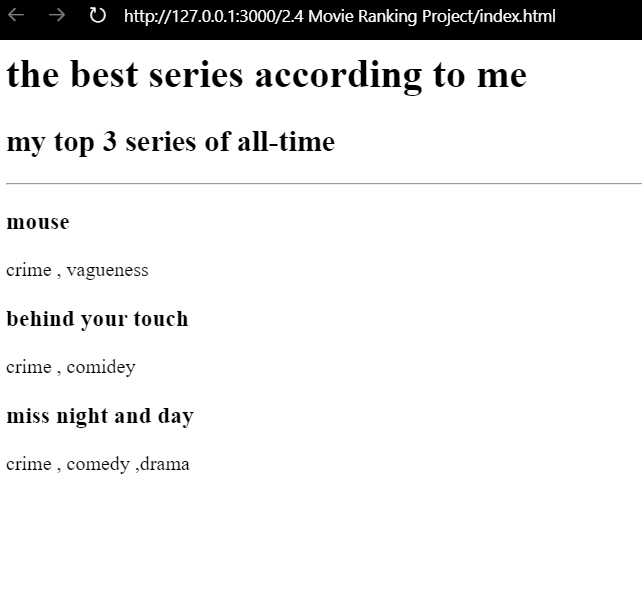 http://127.0.0.1:3000/2.4 Movie Ranking Project/index.html
the best series according to me
my top 3 series of all-time
mouse
crime , vagueness
behind your touch
crime , comidey
miss night and day
crime , comedy ,drama